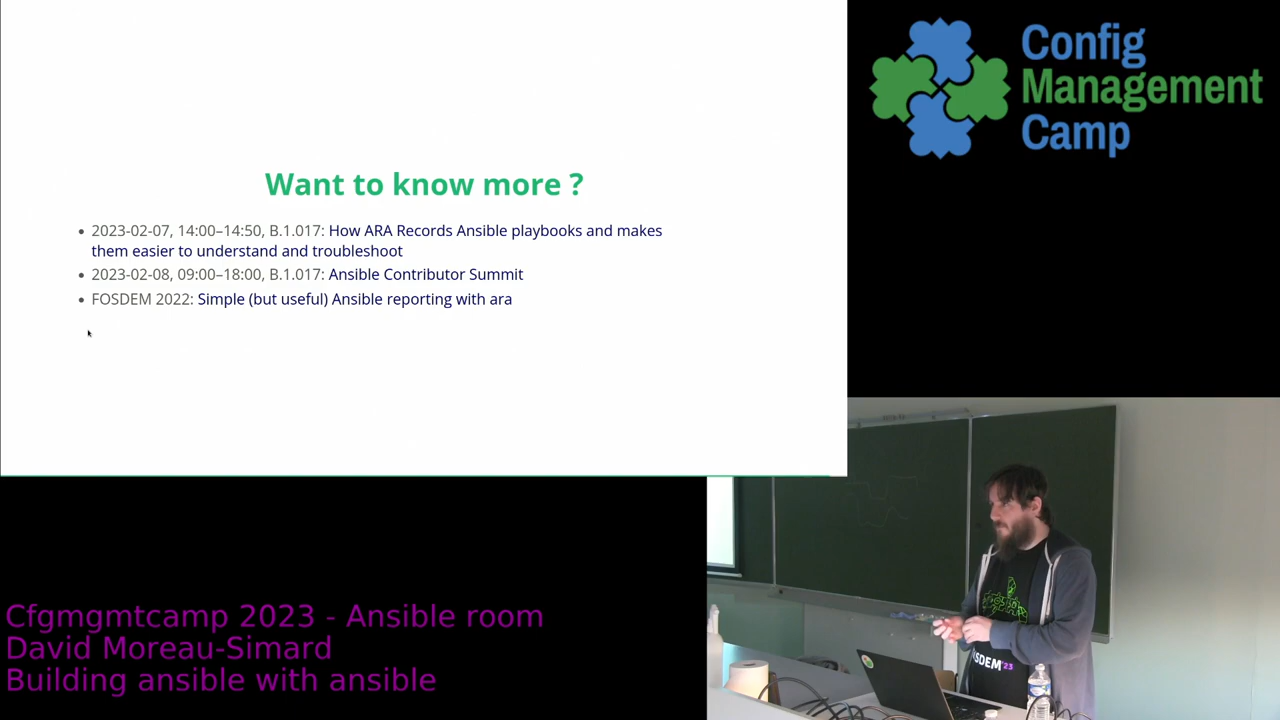 Want to know more ?
2023-02-07, 14:00–14:50, B.1.017: How ARA Records Ansible playbooks and makes
them easier to understand and troubleshoot
2023-02-08, 09:00–18:00, B.1.017: Ansible Contributor Summit
FOSDEM 2022: Simple (but useful) Ansible reporting with ara
Config
Management
Camp
Cfgmgmtcamp 2023 - Ansible room
David Moreau-Simard
Building ansible with ansible